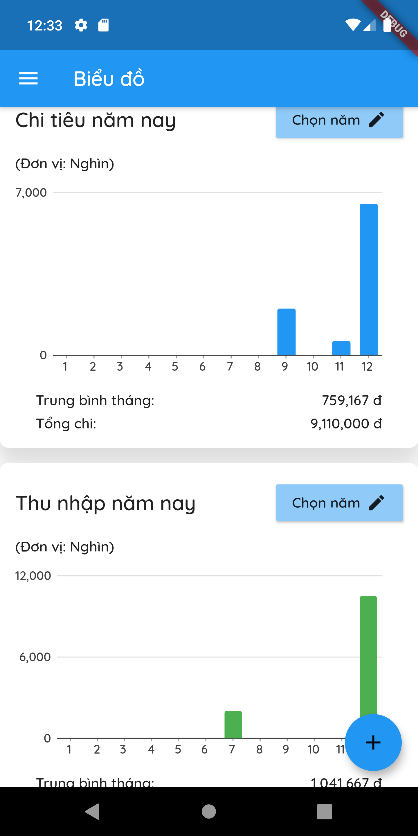 12:33
DEBUG
Biểu đồ
Chi tiêu năm nay
Chọn năm
(Đơn vị: Nghìn)
7,000
0
1 2 3 4 5 6 7 8 9 10 11 12
Trung bình tháng: 759,167 đ
Tổng chi: 9,110,000 đ
Thu nhập năm nay
Chọn năm
(Đơn vị: Nghìn)
12,000
6,000
0
1 2 3 4 5 6 7 8 9 10 11
Trung bình tháng: 1,041,667 đ